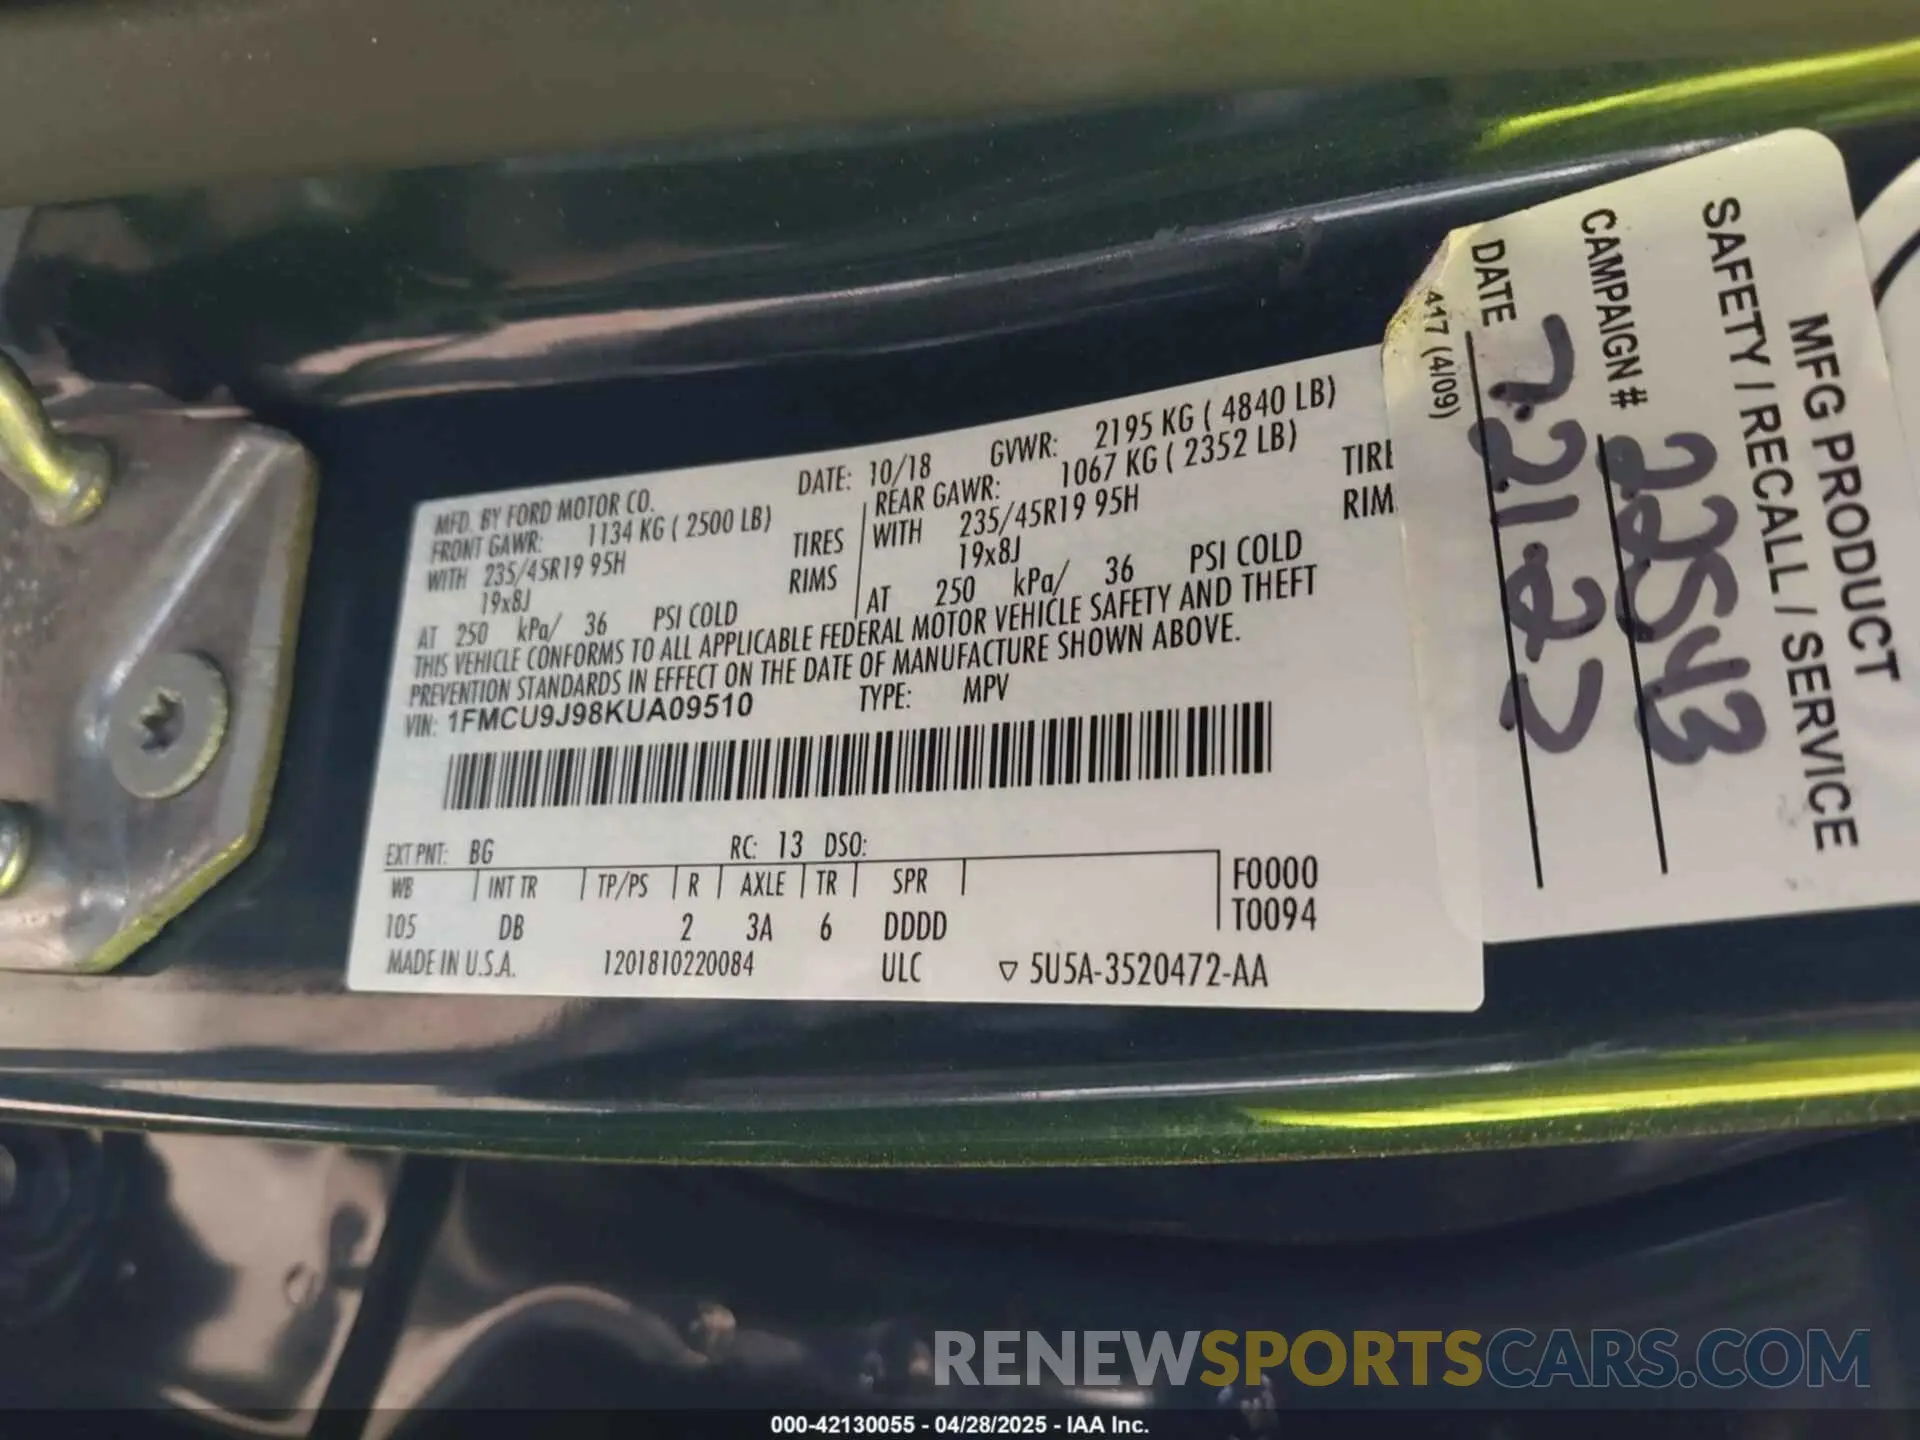 MFD. BY FORD MOTOR CO.
DATE: 10/18
GVWR: 2195 KG ( 4840 LB)
FRONT GAWR: 1134 KG ( 2500 LB)
REAR GAWR: 1067 KG ( 2352 LB)
WITH 235/45R19 95H TIRES
WITH 235/45R19 95H TIRE
19x8J RIMS
19x8J RIM
AT 250 kPa/ 36 PSI COLD
AT 250 kPa/ 36 PSI COLD
THIS VEHICLE CONFORMS TO ALL APPLICABLE FEDERAL MOTOR VEHICLE SAFETY AND THEFT
PREVENTION STANDARDS IN EFFECT ON THE DATE OF MANUFACTURE SHOWN ABOVE.
VIN: 1FMCU9J98KUA09510
TYPE: MPV
EXT PNT: BG RC: 13 DSO:
WB INT TR TP/PS R AXLE TR SPR
105 DB 2 3A 6 DDDD
F0000
T0094
MADE IN U.S.A. 1201810220084 ULC ▽ 5U5A-3520472-AA
MFG PRODUCT
SAFETY / RECALL / SERVICE
CAMPAIGN # 22S43
DATE 7.21.22
417 (4/09)
RENEWSPORTSCARS.COM
000-42130055 - 04/28/2025 - IAA Inc.